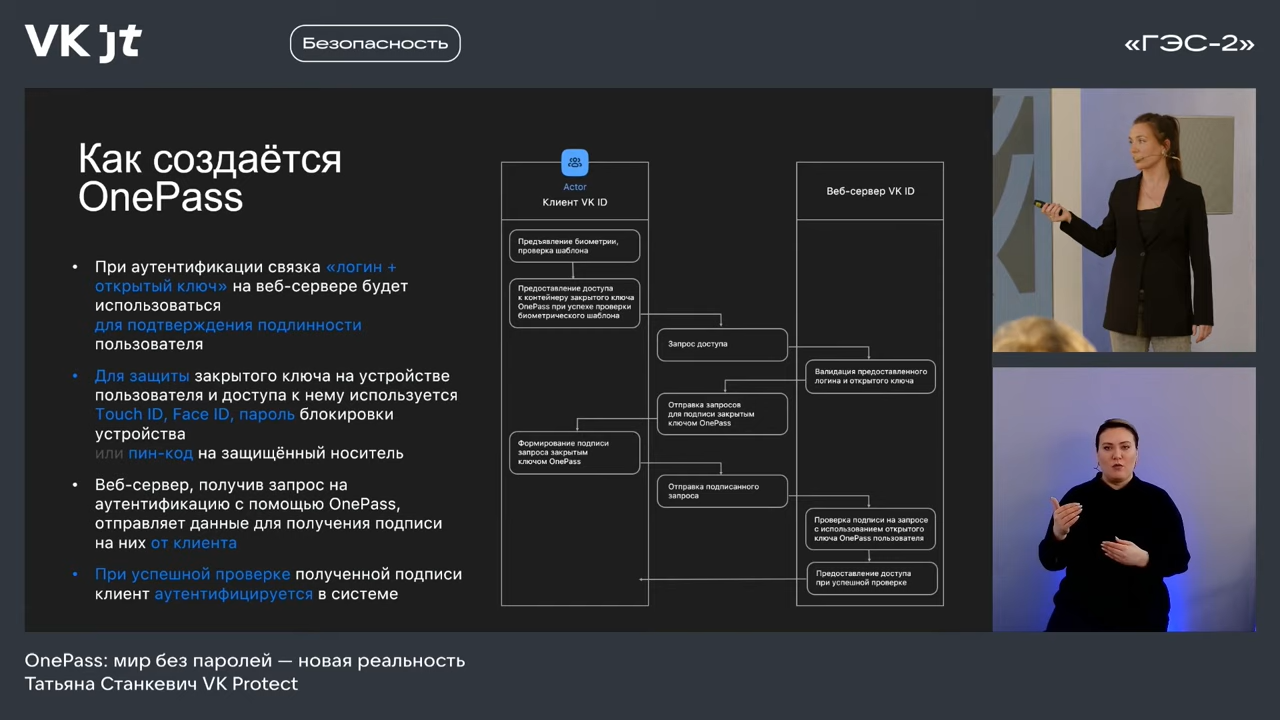 VK jt
Безопасность
«ГЭС-2»
Как создаётся
OnePass
• При аутентификации связка «логин +
открытый ключ» на веб-сервере будет
использоваться
для подтверждения подлинности
пользователя
• Для защиты закрытого ключа на устройстве
пользователя и доступа к нему используется
Touch ID, Face ID, пароль блокировки
устройства
или пин-код на защищённый носитель
• Веб-сервер, получив запрос на
аутентификацию с помощью OnePass,
отправляет данные для получения подписи
на них от клиента
• При успешной проверке полученной подписи
клиент аутентифицируется в системе
Actor
Клиент VK ID
Веб-сервер VK ID
Предъявление биометрии,
проверка шаблона
Предоставление доступа
к контейнеру закрытого ключа
OnePass при успехе проверки
биометрического шаблона
Запрос доступа
Валидация предоставленного
логина и открытого ключа
Отправка запросов
для подписи закрытым
ключом OnePass
Формирование подписи
запроса закрытым
ключом OnePass
Отправка подписанного
запроса
Проверка подписи на запросе
с использованием открытого
ключа OnePass пользователя
Предоставление доступа
при успешной проверке
OnePass: мир без паролей — новая реальность
Татьяна Станкевич VK Protect